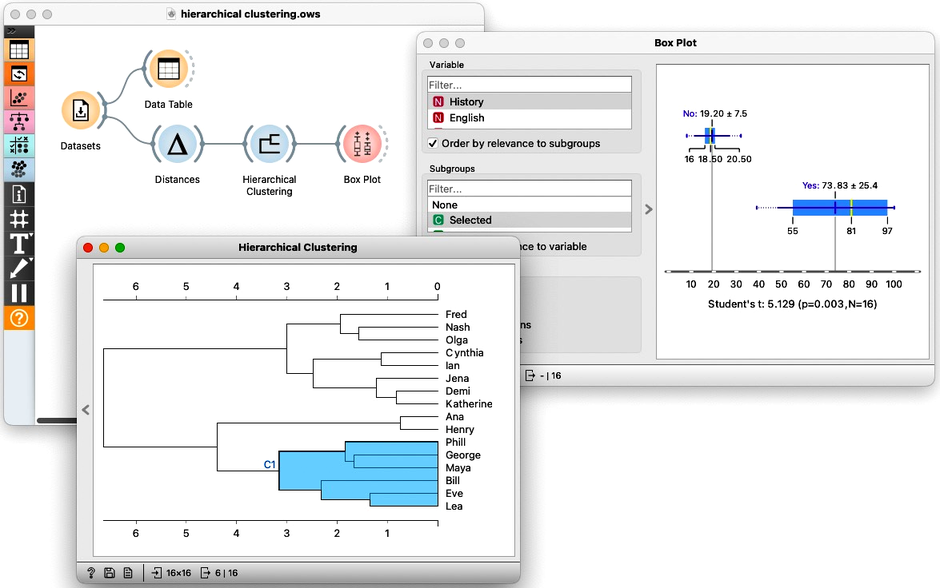 hierarchical clustering.ows
Data Table
Datasets
Distances
Hierarchical
Clustering
Box Plot
Box Plot
Variable
Filter...
N History
N English
Order by relevance to subgroups
Subgroups
Filter...
None
C Selected
nce to variable
ns
s
- | 16
No: 19.20 ± 7.5
16 18.50 20.50
Yes: 73.83 ± 25.4
55 81 97
10 20 30 40 50 60 70 80 90 100
Student's t: 5.129 (p=0.003,N=16)
Hierarchical Clustering
6 5 4 3 2 1 0
Fred
Nash
Olga
Cynthia
Ian
Jena
Demi
Katherine
Ana
Henry
Phill
George
Maya
C1
Bill
Eve
Lea
6 5 4 3 2 1
? 16×16 6 | 16